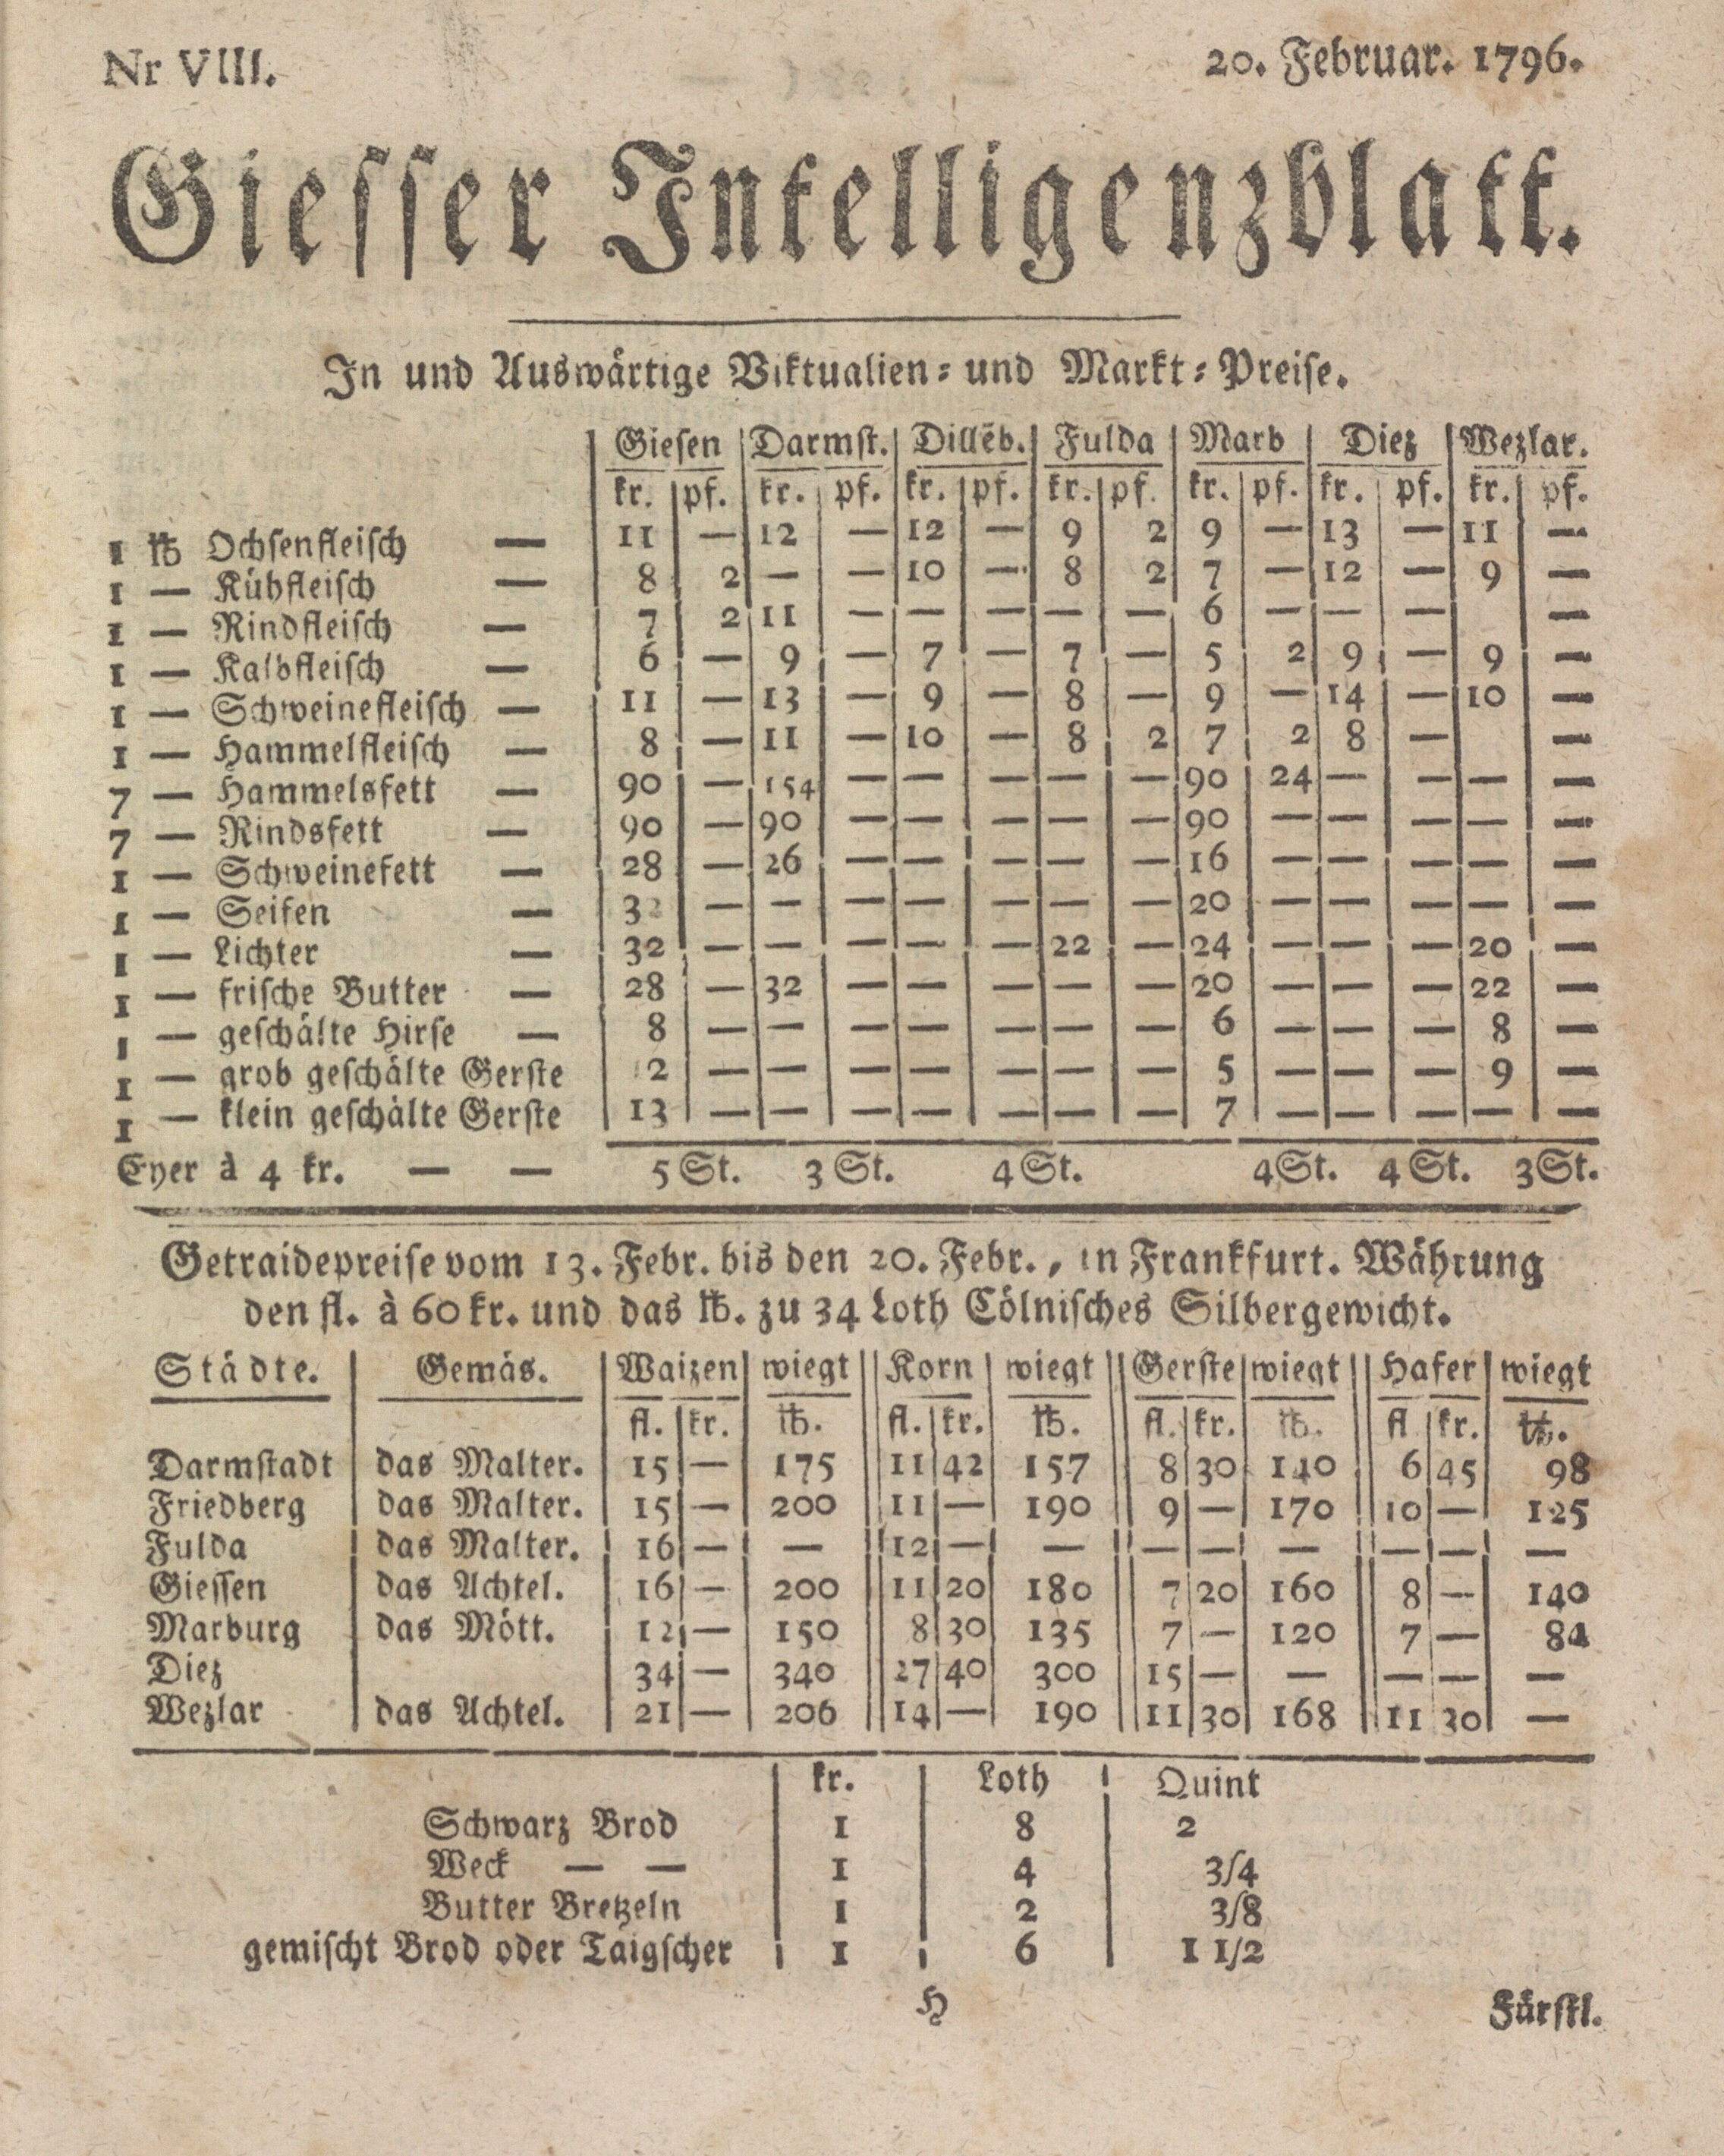 Nr VIII. 20. Februar. 1796.
Giesser Intelligenzblatt.
In und Auswärtige Viktualien- und Markt-Preise.
Giesen Darmst. Dillēb. Fulda Marb Diez Wezlar.
kr. pf. kr. pf. kr. pf. kr. pf. kr. pf. kr. pf. kr. pf.
1 ℔ Ochsenfleisch — 11 — 12 — 12 — 9 2 9 — 13 — 11 —
1 — Kühfleisch — 8 2 — — 10 — 8 2 7 — 12 — 9 —
1 — Rindfleisch — 7 2 11 — — — — — 6 — — — —
1 — Kalbfleisch — 6 — 9 — 7 — 7 — 5 2 9 — 9 —
1 — Schweinefleisch — 11 — 13 — 9 — 8 — 9 — 14 — 10 —
1 — Hammelfleisch — 8 — 11 — 10 — 8 2 7 2 8 — —
7 — Hammelsfett — 90 — 154 — — — — — 90 24 — — — —
7 — Rindsfett — 90 — 90 — — — — — 90 — — — — —
1 — Schweinefett — 28 — 26 — — — — — 16 — — — — —
1 — Seifen — 32 — — — — — — — 20 — — — — —
1 — Lichter — 32 — — — — — 22 — 24 — — — 20 —
1 — frische Butter — 28 — 32 — — — — — 20 — — — 22 —
1 — geschälte Hirse — 8 — — — — — — — 6 — — — 8 —
1 — grob geschälte Gerste 12 — — — — — — — 5 — — — 9 —
1 — klein geschälte Gerste 13 — — — — — — — 7 — — — — —
Eyer à 4 kr. — — 5 St. 3 St. 4 St. 4St. 4 St. 3St.
Getraidepreise vom 13. Febr. bis den 20. Febr., in Frankfurt. Währung
den fl. à 60 kr. und das ℔. zu 34 Loth Cölnisches Silbergewicht.
Städte. Gemäs. Waizen wiegt Korn wiegt Gerste wiegt Hafer wiegt
fl. kr. ℔. fl. kr. ℔. fl. kr. ℔. fl kr. ℔.
Darmstadt das Malter. 15 — 175 11 42 157 8 30 140 6 45 98
Friedberg das Malter. 15 — 200 11 — 190 9 — 170 10 — 125
Fulda das Malter. 16 — — 12 — — — — — — — —
Giessen das Achtel. 16 — 200 11 20 180 7 20 160 8 — 140
Marburg das Mött. 12 — 150 8 30 135 7 — 120 7 — 84
Diez 34 — 340 27 40 300 15 — — — — —
Wezlar das Achtel. 21 — 206 14 — 190 11 30 168 11 30 —
kr. Loth Quint
Schwarz Brod 1 8 2
Weck — — 1 4 3/4
Butter Bretzeln 1 2 3/8
gemischt Brod oder Taigscher 1 6 1 1/2
H Fürstl.